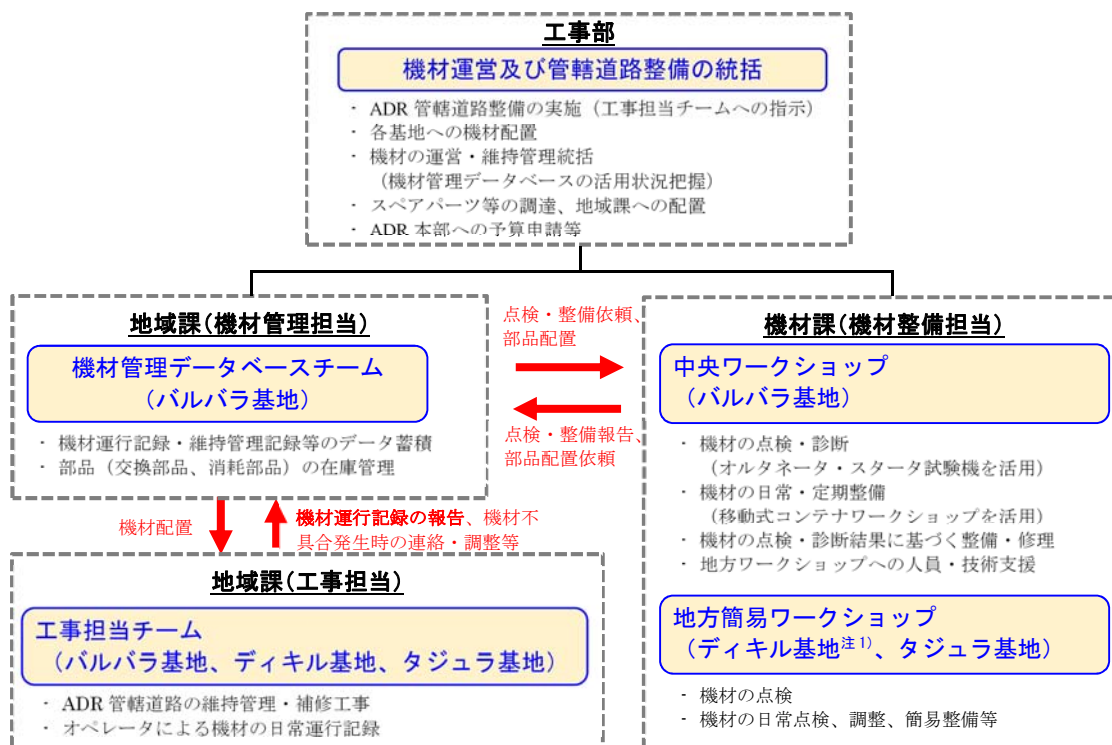 工事部
機材運営及び管轄道路整備の統括
・ ADR 管轄道路整備の実施（工事担当チームへの指示）
・ 各基地への機材配置
・ 機材の運営・維持管理統括
（機材管理データベースの活用状況把握）
・ スペアパーツ等の調達、地域課への配置
・ ADR 本部への予算申請等
地域課(機材管理担当)
機材管理データベースチーム
（バルバラ基地）
・ 機材運行記録・維持管理記録等のデータ蓄積
・ 部品（交換部品、消耗部品）の在庫管理
点検・整備依頼、
部品配置
点検・整備報告、
部品配置依頼
機材課(機材整備担当)
中央ワークショップ
（バルバラ基地）
・ 機材の点検・診断
（オルタネータ・スタータ試験機を活用）
・ 機材の日常・定期整備
（移動式コンテナワークショップを活用）
・ 機材の点検・診断結果に基づく整備・修理
・ 地方ワークショップへの人員・技術支援
地方簡易ワークショップ
（ディキル基地注1）、タジュラ基地）
・ 機材の点検
・ 機材の日常点検、調整、簡易整備等
機材配置
機材運行記録の報告、機材不
具合発生時の連絡・調整等
地域課(工事担当)
工事担当チーム
（バルバラ基地、ディキル基地、タジュラ基地）
・ ADR 管轄道路の維持管理・補修工事
・ オペレータによる機材の日常運行記録